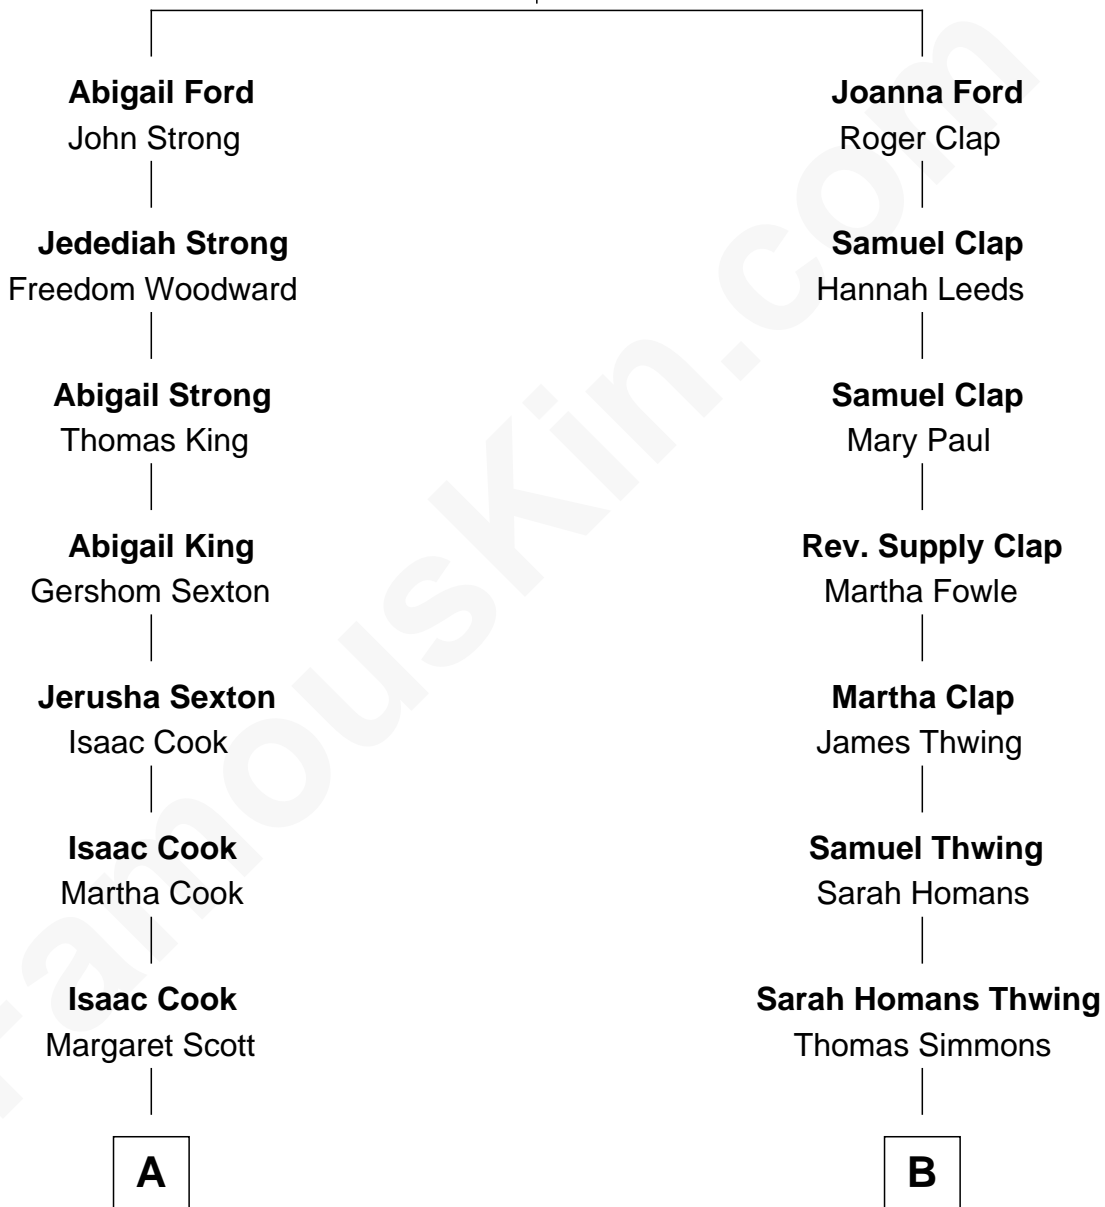 Abigail Ford
John Strong
Joanna Ford
Roger Clap
Jedediah Strong
Freedom Woodward
Samuel Clap
Hannah Leeds
Abigail Strong
Thomas King
Samuel Clap
Mary Paul
Abigail King
Gershom Sexton
Rev. Supply Clap
Martha Fowle
Jerusha Sexton
Isaac Cook
Martha Clap
James Thwing
Isaac Cook
Martha Cook
Samuel Thwing
Sarah Homans
Isaac Cook
Margaret Scott
Sarah Homans Thwing
Thomas Simmons
A
B
FamousKin.com